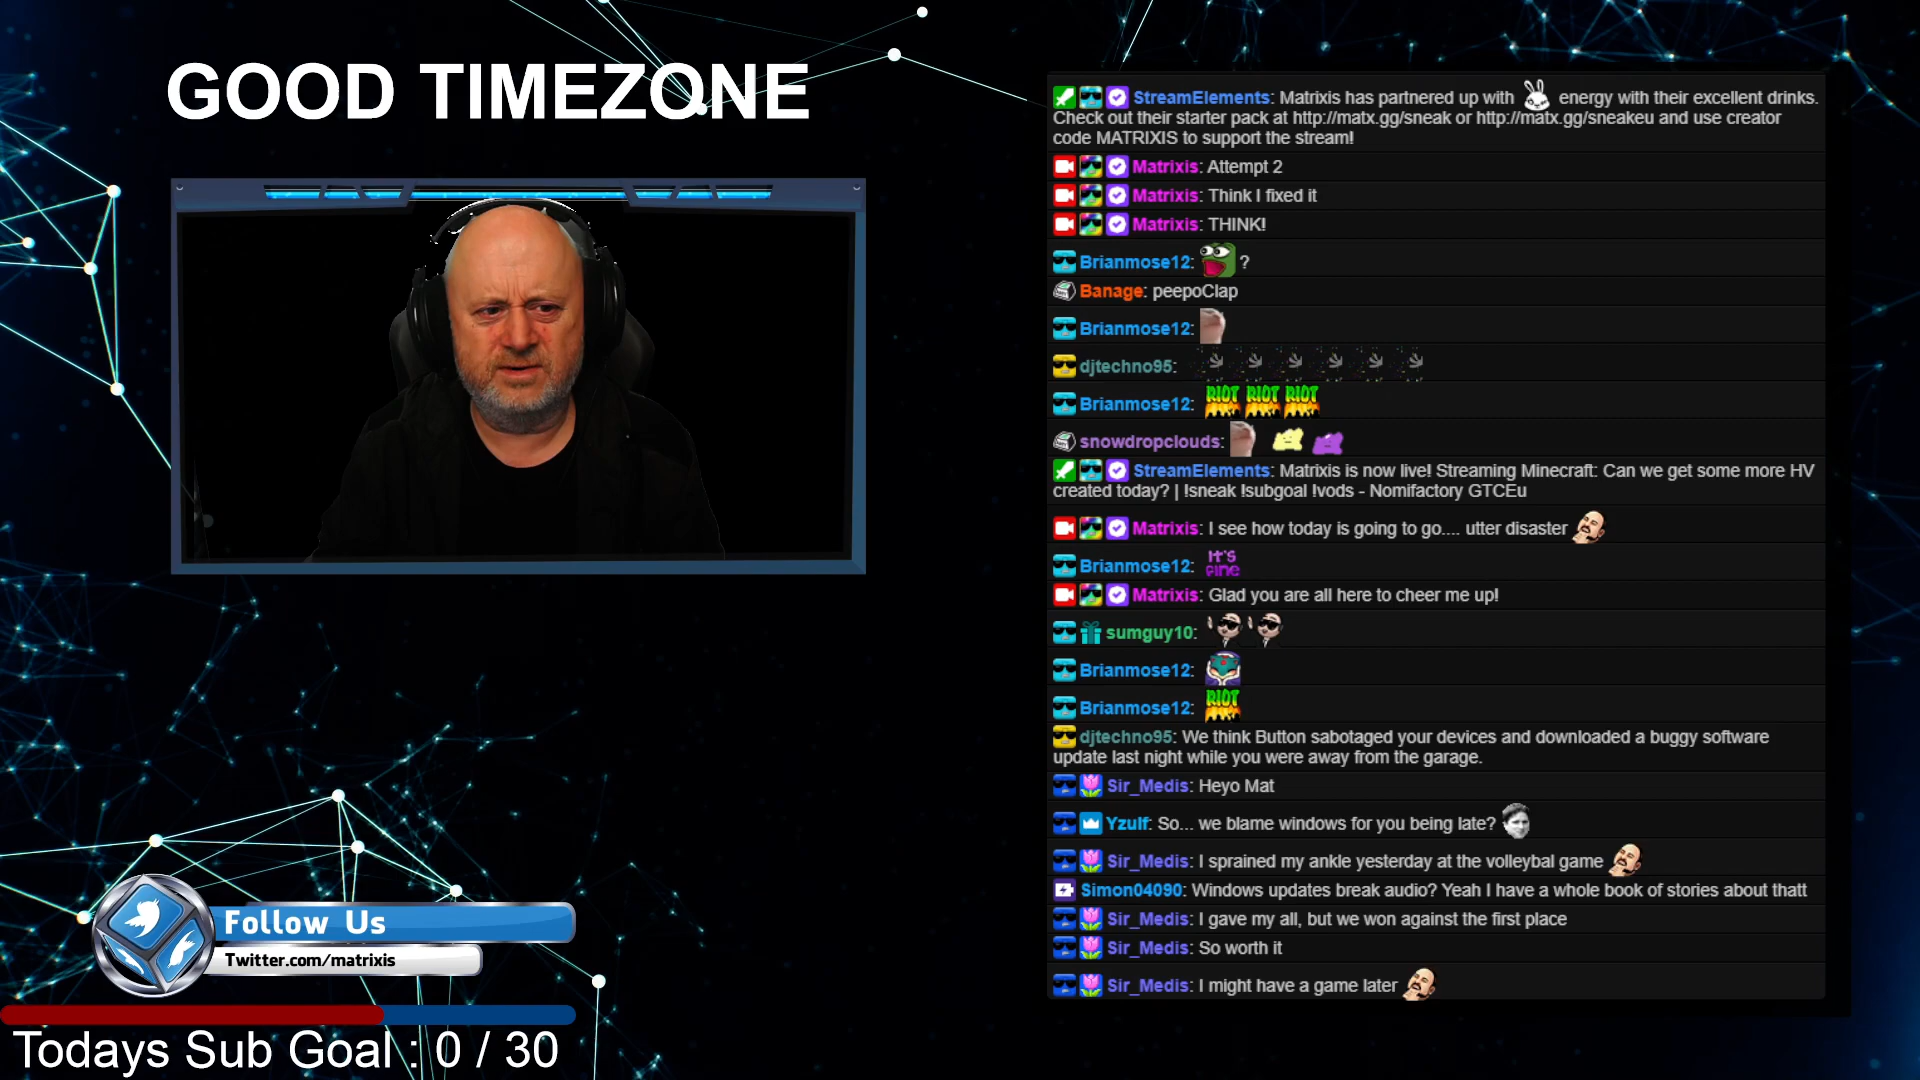 GOOD TIMEZONE
StreamElements: Matrixis has partnered up with energy with their excellent drinks.
Check out their starter pack at http://matx.gg/sneak or http://matx.gg/sneakeu and use creator
code MATRIXIS to support the stream!
Matrixis: Attempt 2
Matrixis: Think I fixed it
Matrixis: THINK!
Brianmose12: ?
Banage: peepoClap
Brianmose12:
djtechno95:
Brianmose12: RIOT RIOT RIOT
snowdropclouds:
StreamElements: Matrixis is now live! Streaming Minecraft: Can we get some more HV
created today? | !sneak !subgoal !vods - Nomifactory GTCEu
Matrixis: I see how today is going to go.... utter disaster
Brianmose12: IT'S FINE
Matrixis: Glad you are all here to cheer me up!
sumguy10:
Brianmose12:
Brianmose12: RIOT
djtechno95: We think Button sabotaged your devices and downloaded a buggy software
update last night while you were away from the garage.
Sir_Medis: Heyo Mat
Yzulf: So... we blame windows for you being late?
Sir_Medis: I sprained my ankle yesterday at the volleybal game
Simon04090: Windows updates break audio? Yeah I have a whole book of stories about thatt
Sir_Medis: I gave my all, but we won against the first place
Sir_Medis: So worth it
Sir_Medis: I might have a game later
Follow Us
Twitter.com/matrixis
Todays Sub Goal : 0 / 30